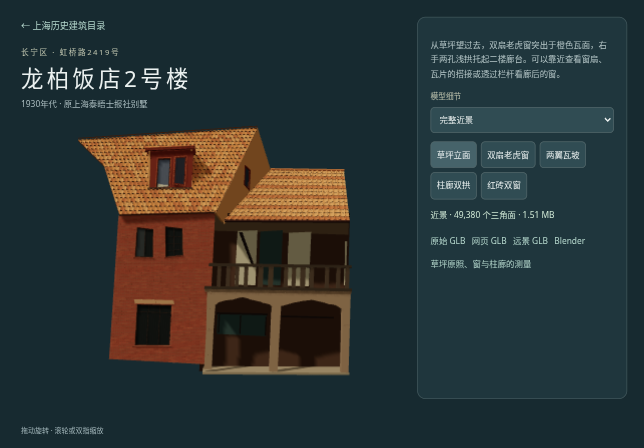 ← 上海历史建筑目录
长宁区 · 虹桥路2419号
龙柏饭店2号楼
1930年代 · 原上海泰晤士报社别墅
从草坪望过去，双扇老虎窗突出于橙色瓦面，右
手两孔浅拱托起二楼廊台。可以靠近查看窗扇、
瓦片的搭接或透过栏杆看廊后的窗。
模型细节
完整近景
草坪立面 双扇老虎窗 两翼瓦坡
柱廊双拱 红砖双窗
近景 · 49,380 个三角面 · 1.51 MB
原始 GLB 网页 GLB 远景 GLB Blender
草坪原照、窗与柱廊的测量
拖动旋转 · 滚轮或双指缩放